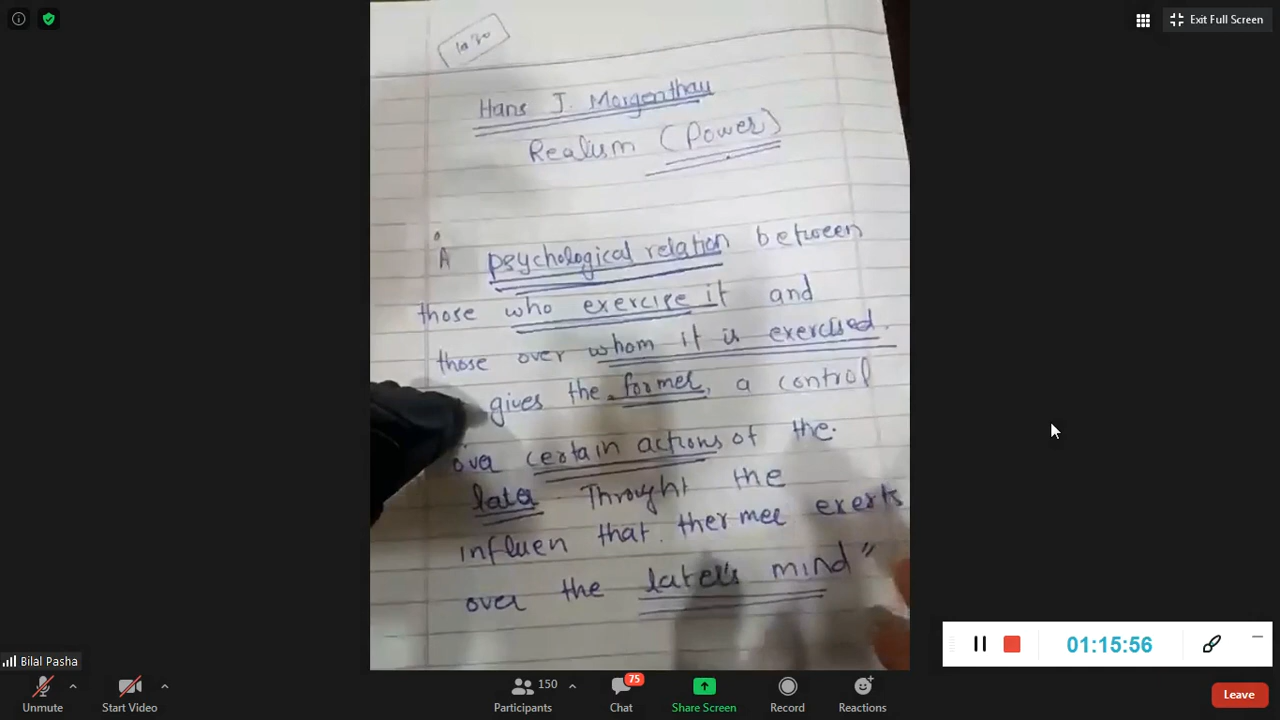 Exit Full Screen
10:30
Hans J. Morgenthau
Realism (Power)
A psychological relation between
those who exercise it and
those over whom it is exercised.
gives the former, a control
over certain actions of the
later Throught the
influen that thermee exerts
over the later's mind"
01:15:56
Bilal Pasha
Unmute
Start Video
150
Participants
75
Chat
Share Screen
Record
Reactions
Leave